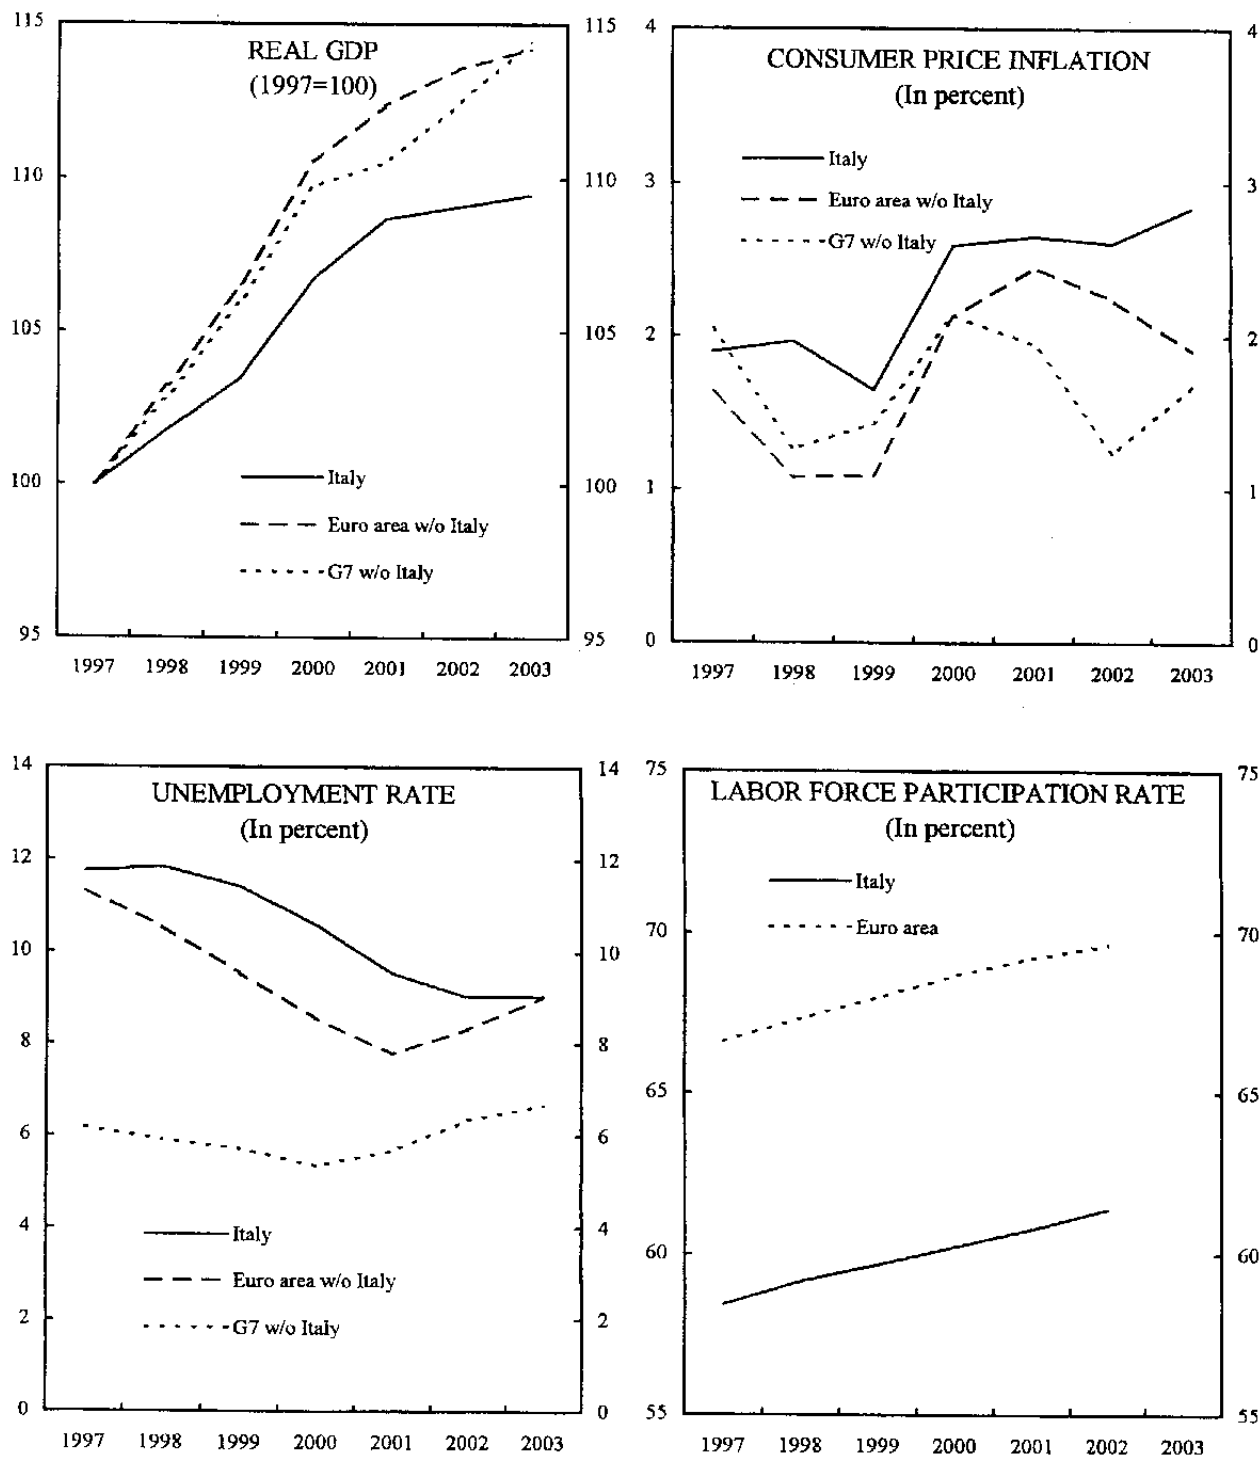 REAL GDP
(1997=100)
115
110
105
100
95
115
110
105
100
95
Italy
Euro area w/o Italy
G7 w/o Italy
1997 1998 1999 2000 2001 2002 2003
CONSUMER PRICE INFLATION
(In percent)
4
3
2
1
0
4
3
2
1
0
Italy
Euro area w/o Italy
G7 w/o Italy
1997 1998 1999 2000 2001 2002 2003
UNEMPLOYMENT RATE
(In percent)
14
12
10
8
6
4
2
0
14
12
10
8
6
4
2
0
Italy
Euro area w/o Italy
G7 w/o Italy
1997 1998 1999 2000 2001 2002 2003
LABOR FORCE PARTICIPATION RATE
(In percent)
75
70
65
60
55
75
70
65
60
55
Italy
Euro area
1997 1998 1999 2000 2001 2002 2003